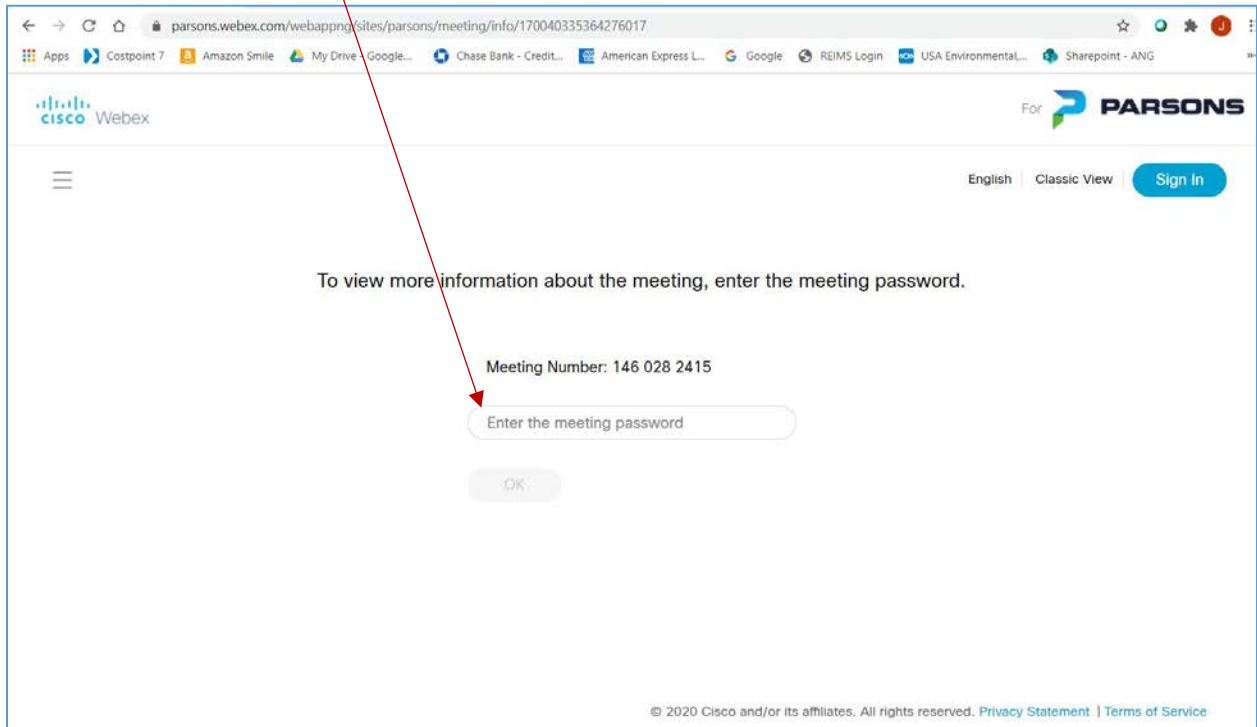 parsons.webex.com/webappng/sites/parsons/meeting/info/170040335364276017 J
Apps Costpoint 7 Amazon Smile My Drive - Google... Chase Bank - Credit... American Express L... Google REIMS Login USA Environmental,... Sharepoint - ANG
cisco Webex For PARSONS
English Classic View Sign In
To view more information about the meeting, enter the meeting password.
Meeting Number: 146 028 2415
Enter the meeting password
OK
© 2020 Cisco and/or its affiliates. All rights reserved. Privacy Statement | Terms of Service